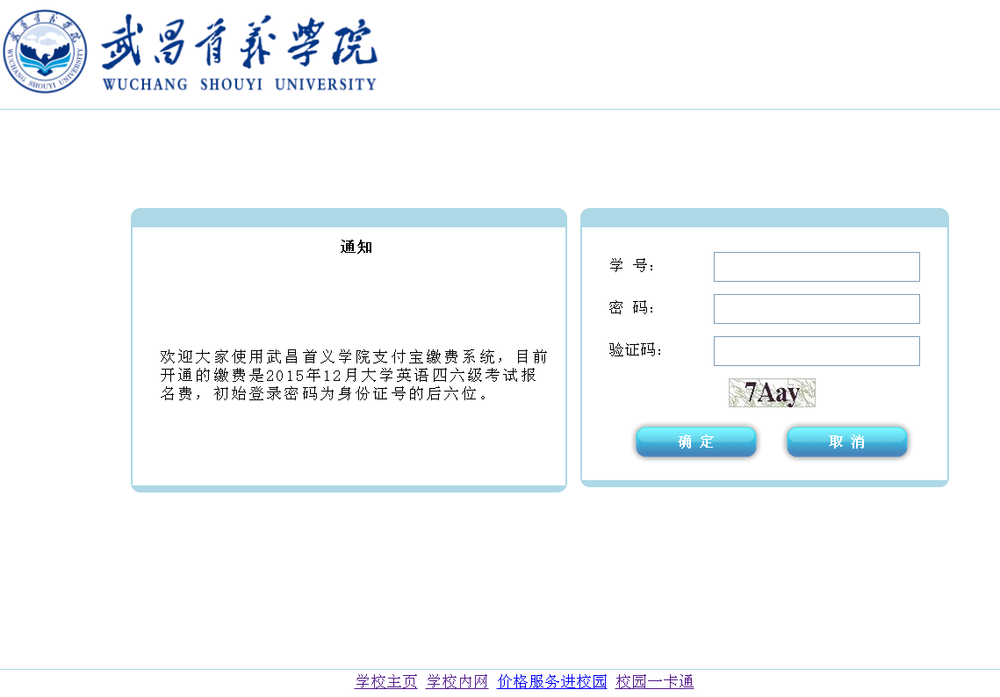 武昌首义学院
WUCHANG SHOUYI UNIVERSITY
WUCHANG SHOUYI UNIVERSITY
通知
欢迎大家使用武昌首义学院支付宝缴费系统，目前
开通的缴费是2015年12月大学英语四六级考试报
名费，初始登录密码为身份证号的后六位。
学 号：
密 码：
验证码：
7Aay
确 定 取 消
学校主页 学校内网 价格服务进校园 校园一卡通